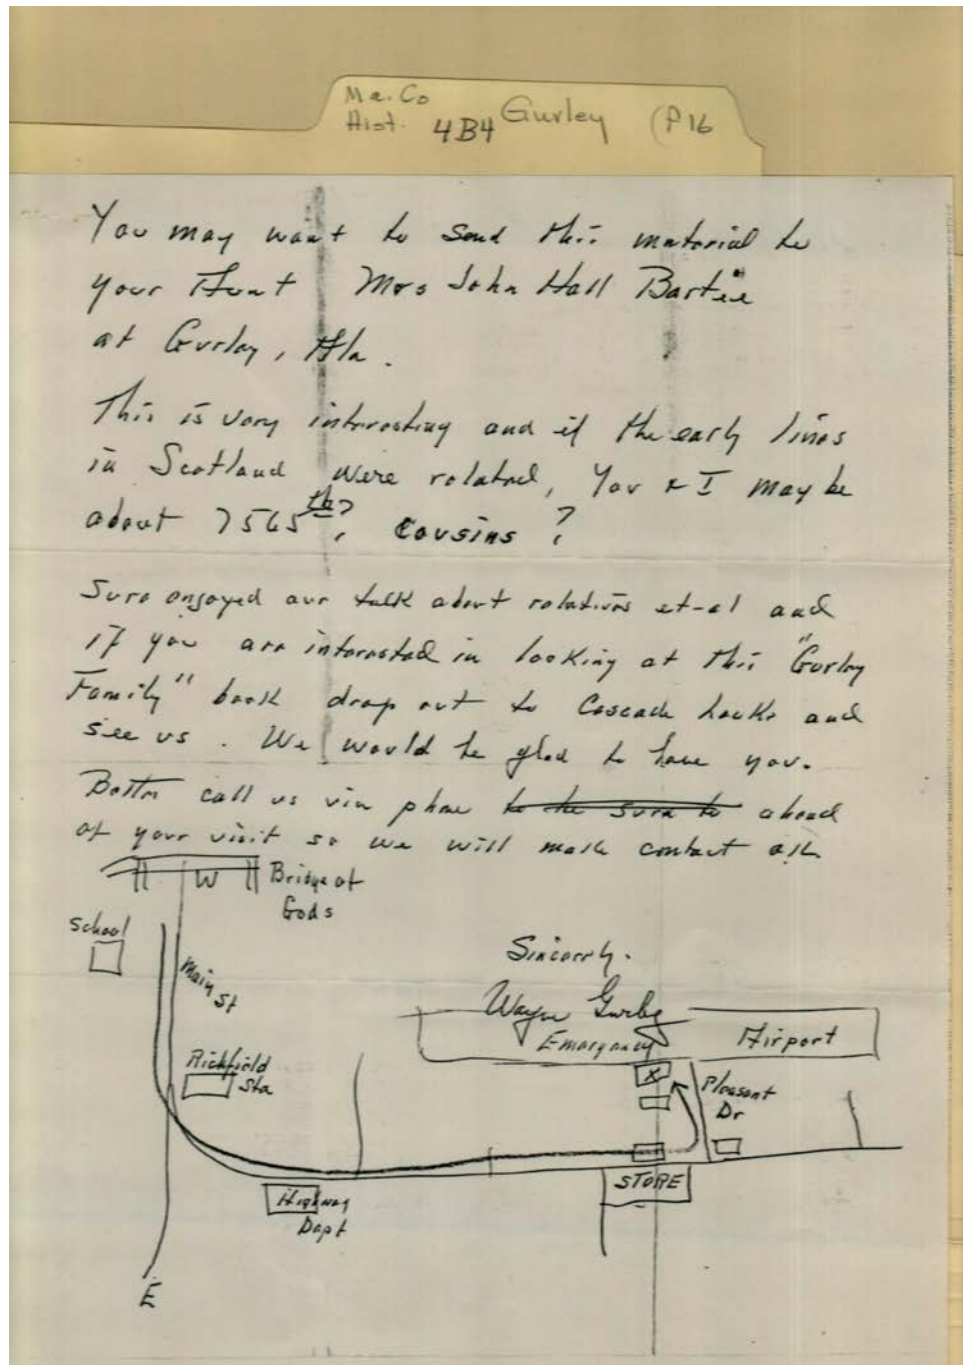 Ma. Co
Hist. 4B4 Gurley (P16
You may want to send this material to
your Aunt Mrs John Hall Bartee
at Gurley, Ala.
This is very interesting and if the early lines
in Scotland were related, You & I may be
about 7565th? cousins?
Sure enjoyed our talk about relatives et-al and
if you are interested in looking at this "Gurley
Family" book drop out to Cascade Locks and
see us. We would be glad to have you.
Better call us via phone to be sure to ahead
of your visit so we will make contact ok.
W Bridge of
Gods
School
Main St
Sincerely.
Wayne Gurley
Emergency Airport
Richfield
Sta
X
Pleasant
Dr
STORE
Highway
Dept
E